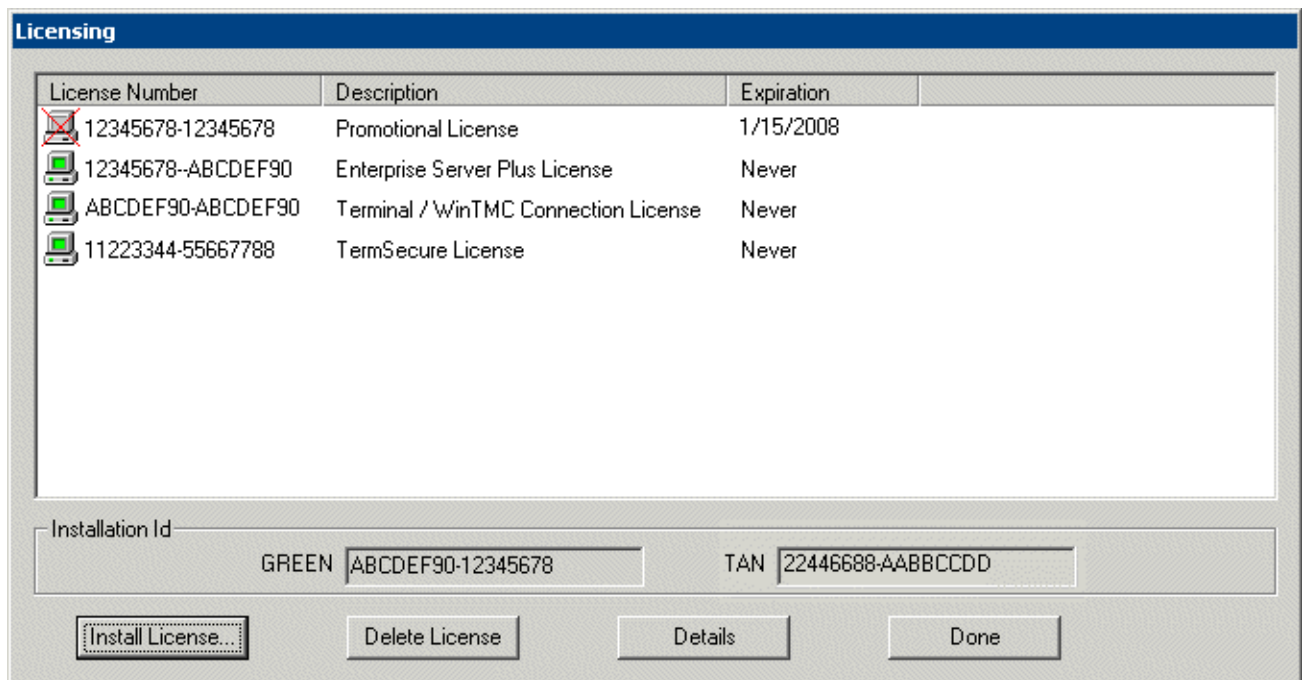 Licensing
License Number Description Expiration
12345678-12345678 Promotional License 1/15/2008
12345678--ABCDEF90 Enterprise Server Plus License Never
ABCDEF90-ABCDEF90 Terminal / WinTMC Connection License Never
11223344-55667788 TermSecure License Never
Installation Id
GREEN ABCDEF90-12345678 TAN 22446688-AABBCCDD
Install License... Delete License Details Done